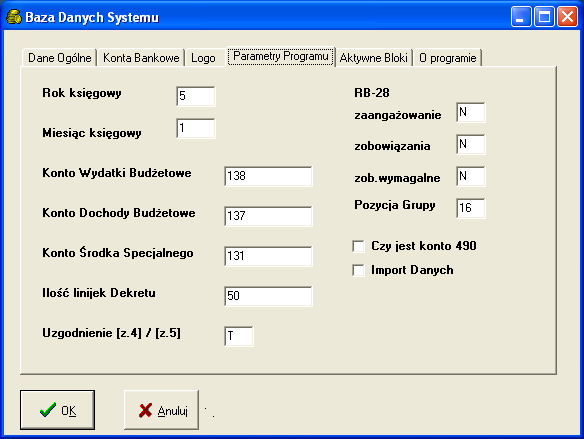 Baza Danych Systemu
Dane Ogólne Konta Bankowe Logo Parametry Programu Aktywne Bloki O programie
Rok księgowy 5
Miesiąc księgowy 1
Konto Wydatki Budżetowe 138
Konto Dochody Budżetowe 137
Konto Środka Specjalnego 131
Ilość linijek Dekretu 50
Uzgodnienie [z.4] / [z.5] T
RB-28
zaangażowanie N
zobowiązania N
zob.wymagalne N
Pozycja Grupy 16
Czy jest konto 490
Import Danych
OK Anuluj